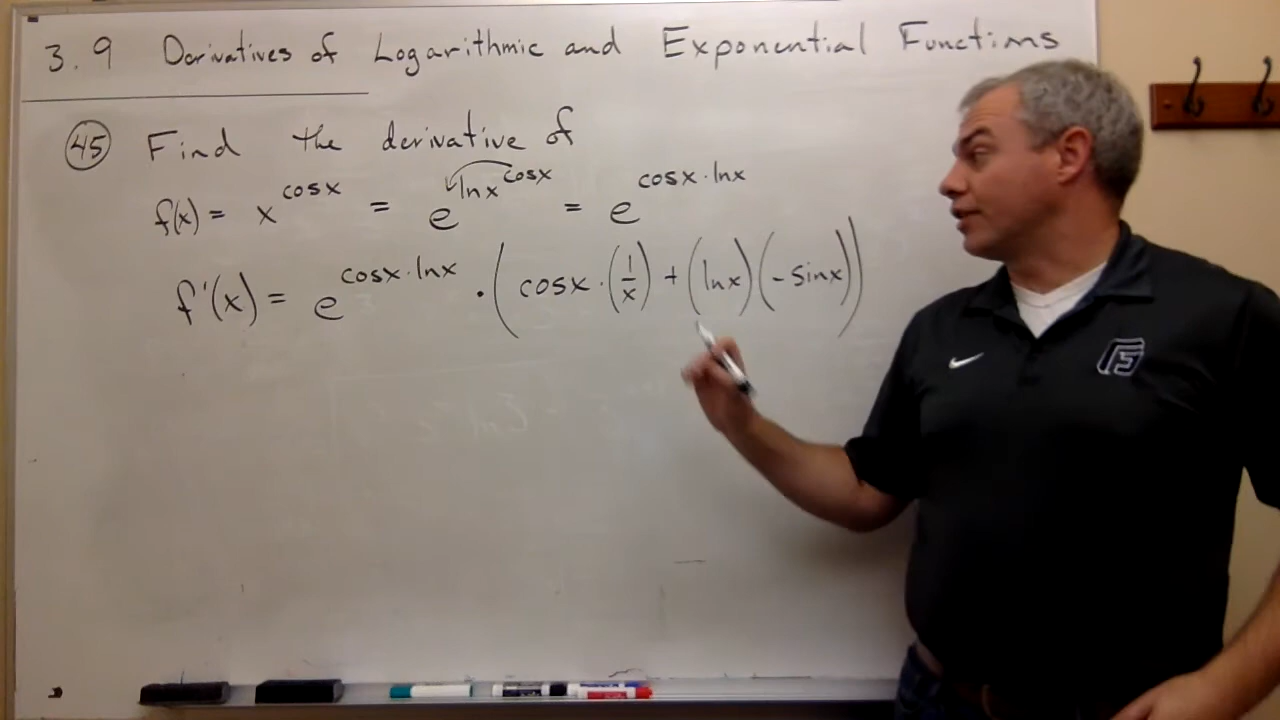 3.9 Derivatives of Logarithmic and Exponential Functions
45 Find the derivative of
f(x) = x^cosx = e^lnx^cosx = e^cosx·lnx
f'(x) = e^cosx·lnx · (cosx·(1/x) + (lnx)(-sinx))